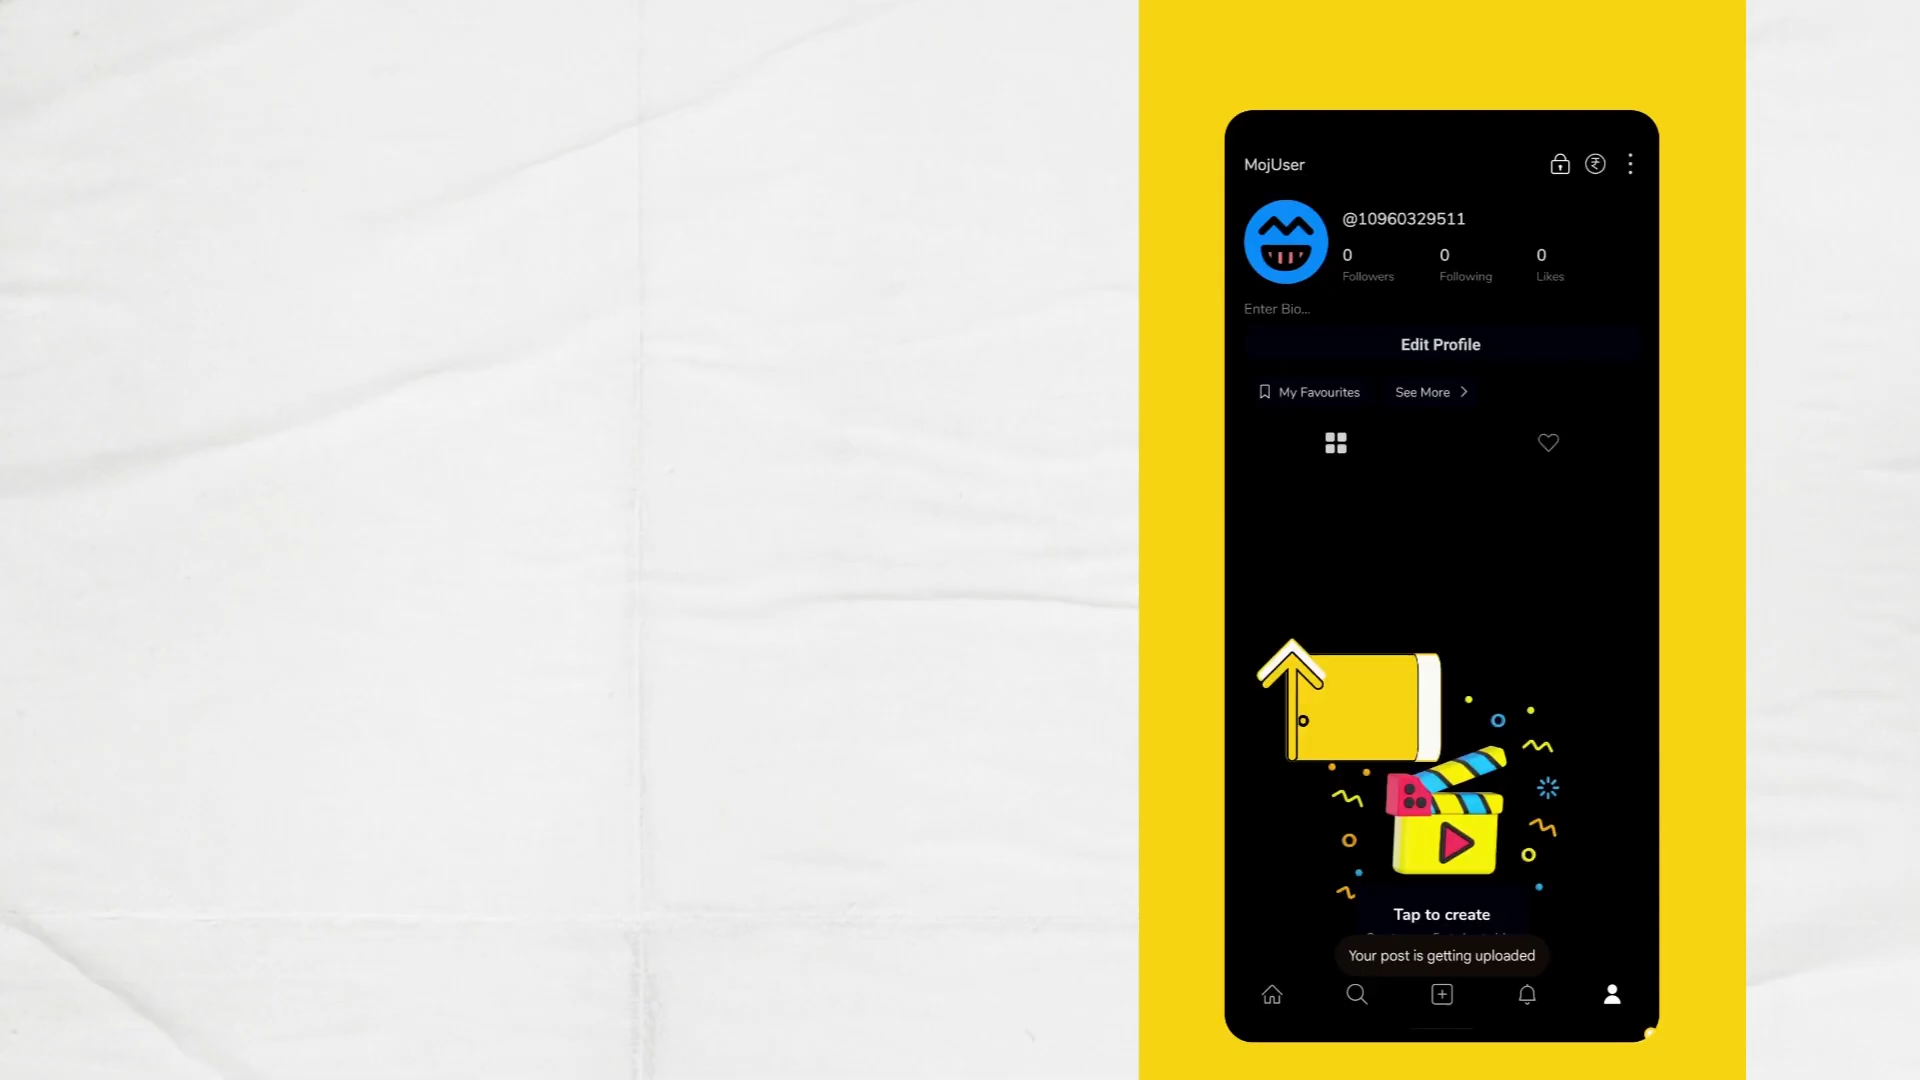 MojUser
@10960329511
0 0 0
Followers Following Likes
Enter Bio...
Edit Profile
My Favourites See More
Tap to create
Your post is getting uploaded